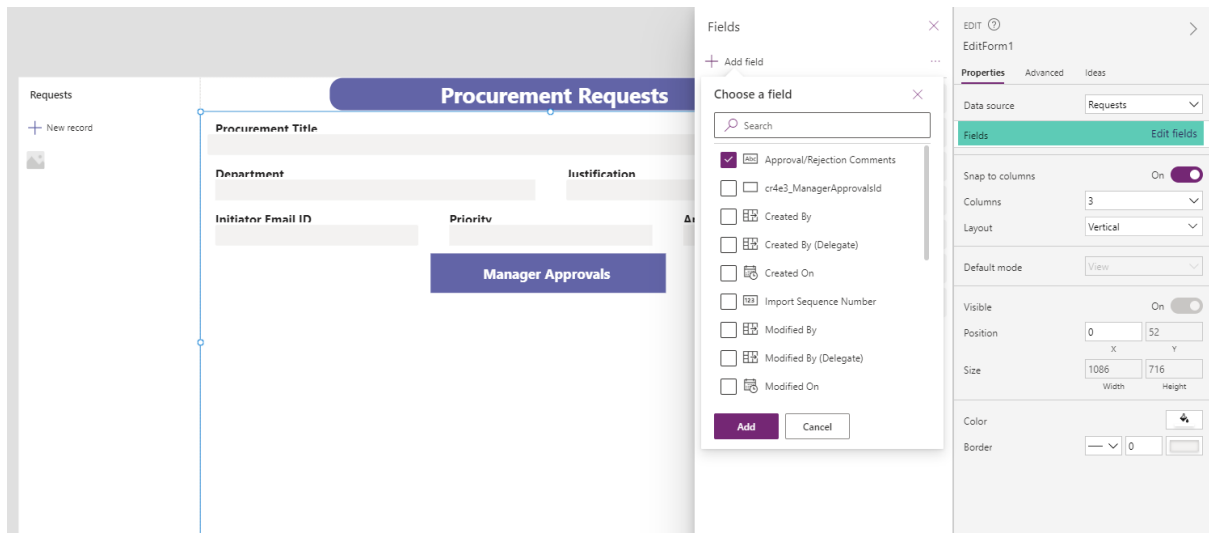 Requests
New record
Procurement Requests
Procurement Title
Department
Justification
Initiator Email ID
Priority
Manager Approvals
Fields
Add field
Choose a field
Search
Abc Approval/Rejection Comments
cr4e3_ManagerApprovalsId
Created By
Created By (Delegate)
Created On
123 Import Sequence Number
Modified By
Modified By (Delegate)
Modified On
Add Cancel
EDIT ?
EditForm1
Properties Advanced Ideas
Data source Requests
Fields Edit fields
Snap to columns On
Columns 3
Layout Vertical
Default mode View
Visible On
Position 0 52
X Y
Size 1086 716
Width Height
Color
Border 0